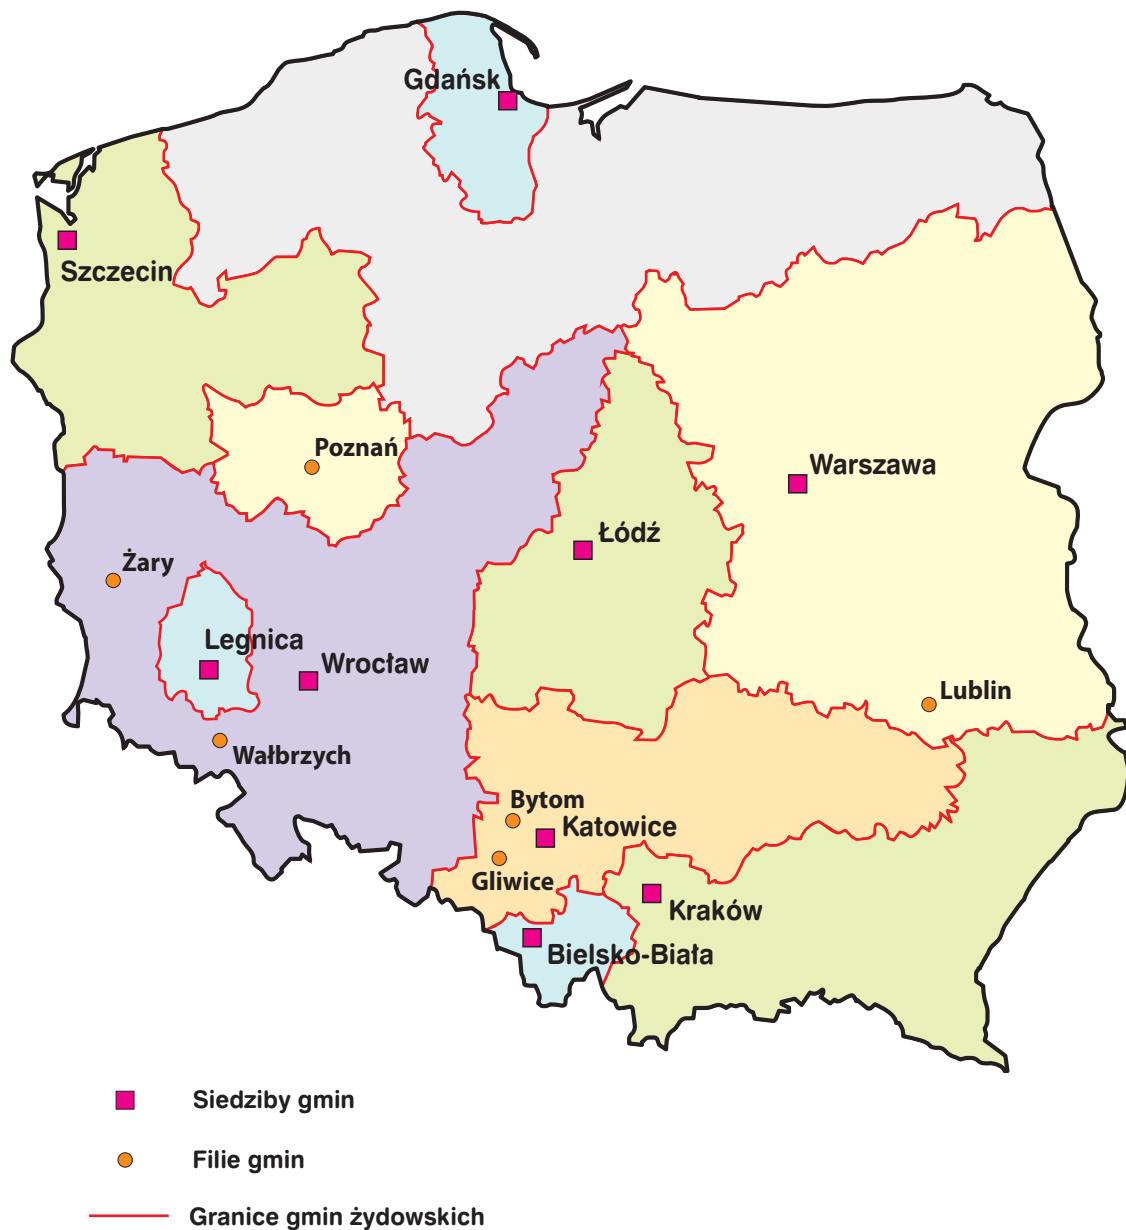 Gdańsk
Szczecin
Poznań
Warszawa
Łódź
Żary
Legnica
Wrocław
Lublin
Wałbrzych
Bytom
Katowice
Gliwice
Kraków
Bielsko-Biała
Siedziby gmin
Filie gmin
Granice gmin żydowskich